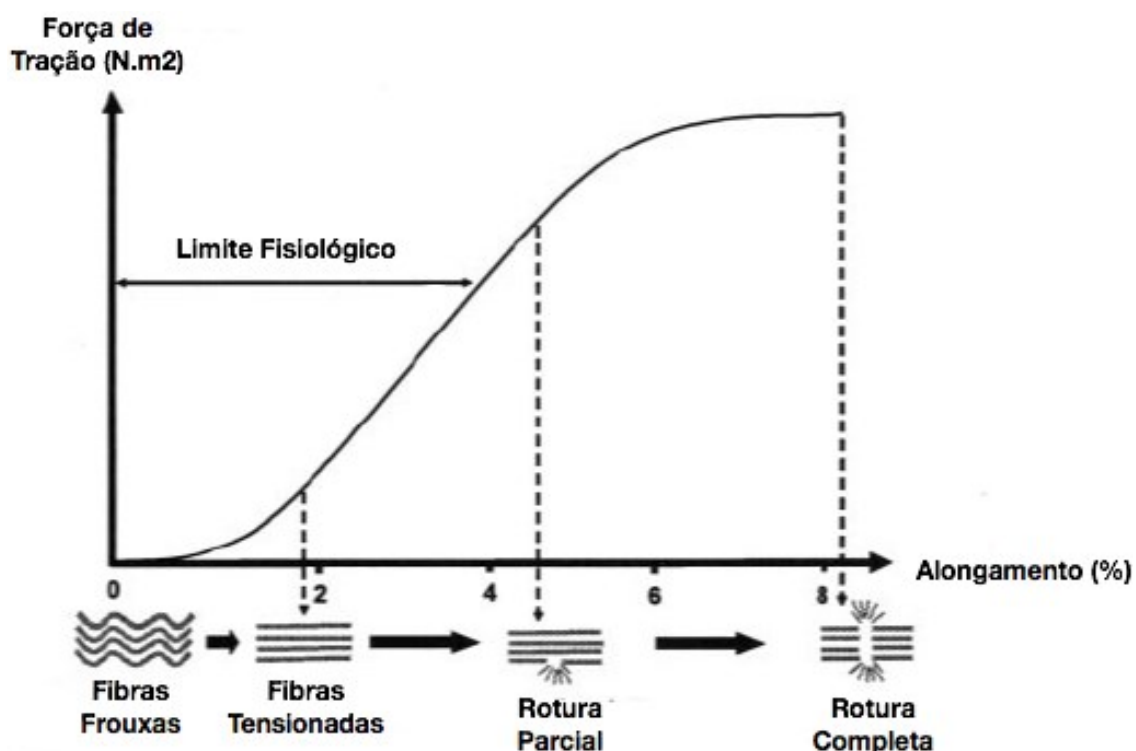 Força de
Tração (N.m2)
Limite Fisiológico
0
2
4
6
8
Alongamento (%)
Fibras
Frouxas
Fibras
Tensionadas
Rotura
Parcial
Rotura
Completa